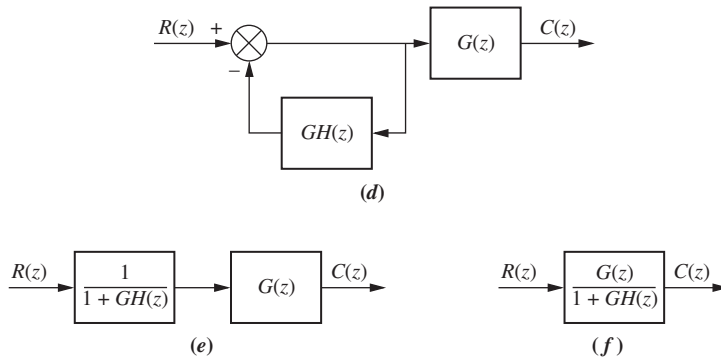 R(z) + G(z) C(z)
−
GH(z)
(d)
R(z) 1 C(z) R(z) G(z) C(z)
1 + GH(z) G(z) 1 + GH(z)
(e) (f)